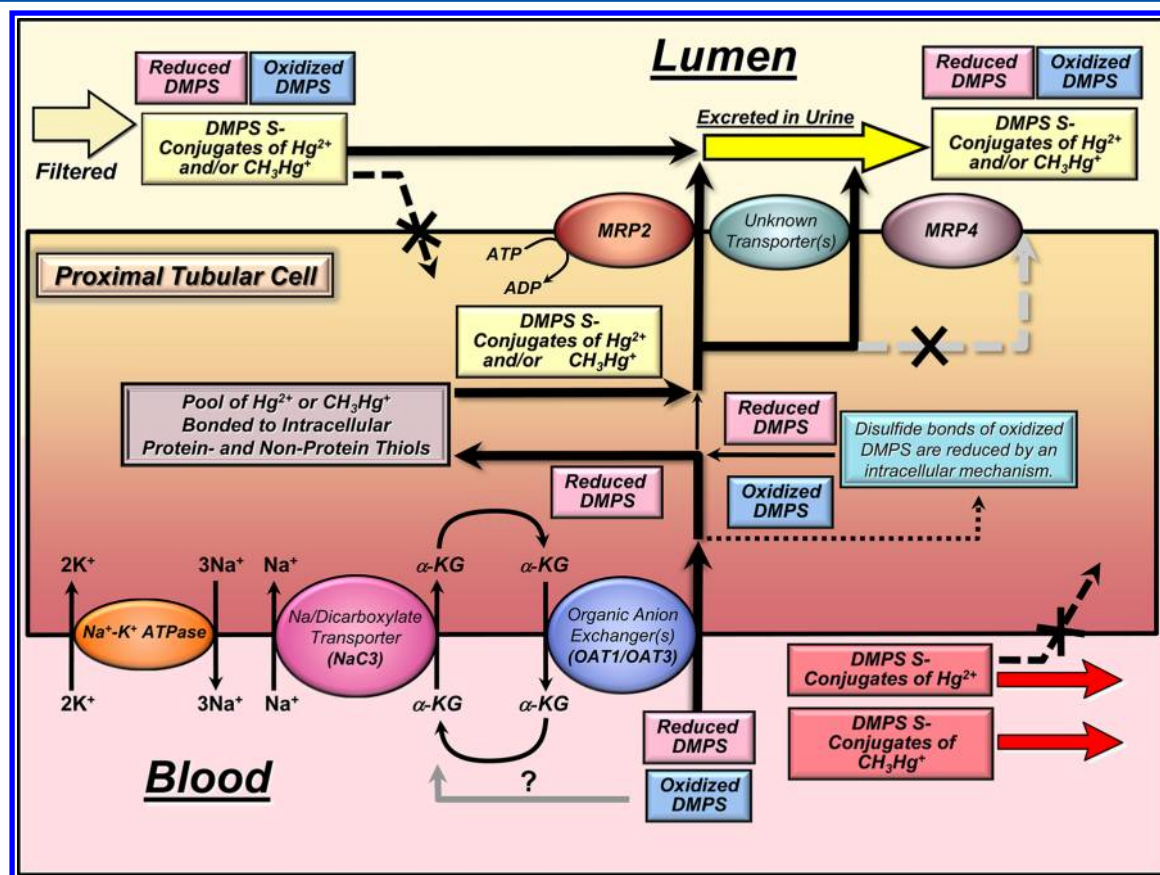 Lumen
Reduced
DMPS
Oxidized
DMPS
Filtered
DMPS S-
Conjugates of Hg²⁺
and/or CH₃Hg⁺
Excreted in Urine
Reduced
DMPS
Oxidized
DMPS
DMPS S-
Conjugates of Hg²⁺
and/or CH₃Hg⁺
MRP2
Unknown
Transporter(s)
MRP4
ATP
ADP
Proximal Tubular Cell
DMPS S-
Conjugates of Hg²⁺
and/or CH₃Hg⁺
Pool of Hg²⁺ or CH₃Hg⁺
Bonded to Intracellular
Protein- and Non-Protein Thiols
Reduced
DMPS
Disulfide bonds of oxidized
DMPS are reduced by an
intracellular mechanism.
Reduced
DMPS
Oxidized
DMPS
2K⁺
3Na⁺
Na⁺
α-KG
α-KG
Na⁺-K⁺ ATPase
Na/Dicarboxylate
Transporter
(NaC3)
Organic Anion
Exchanger(s)
(OAT1/OAT3)
2K⁺
3Na⁺
Na⁺
α-KG
α-KG
DMPS S-
Conjugates of Hg²⁺
DMPS S-
Conjugates of
CH₃Hg⁺
Reduced
DMPS
Oxidized
DMPS
?
Blood